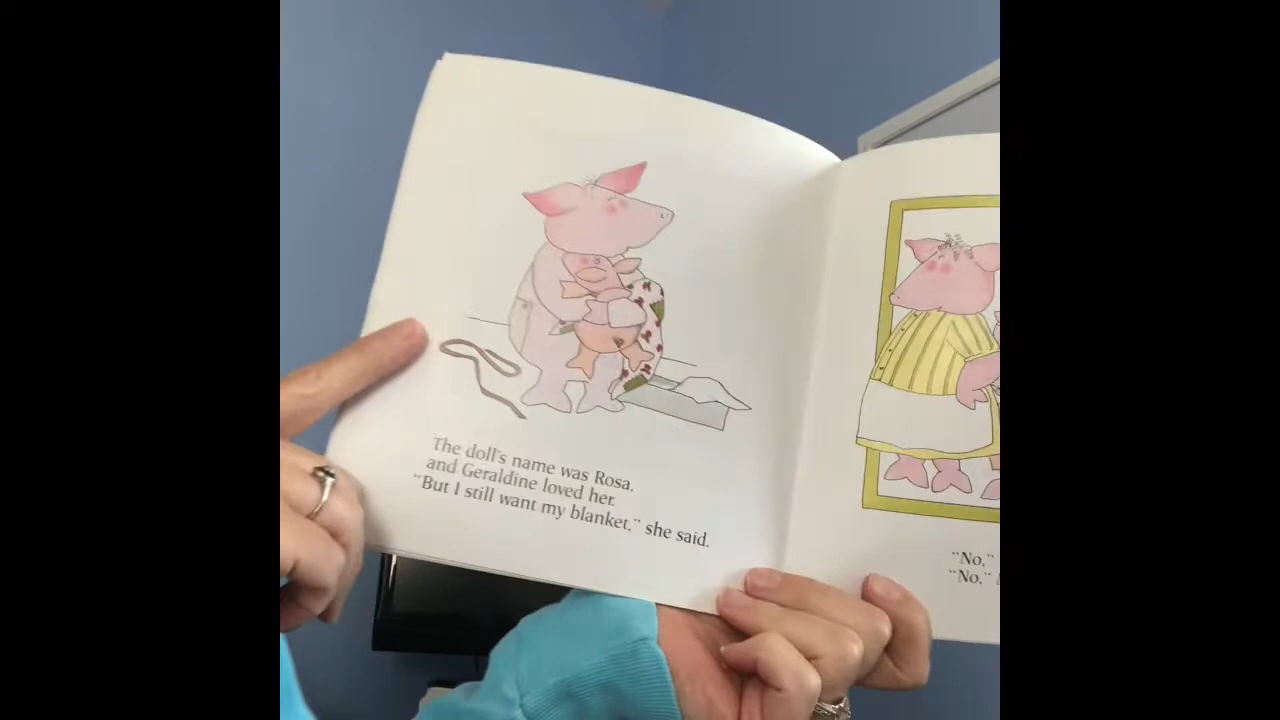 The doll's name was Rosa,
and Geraldine loved her.
"But I still want my blanket," she said.
"No,"
"No,"